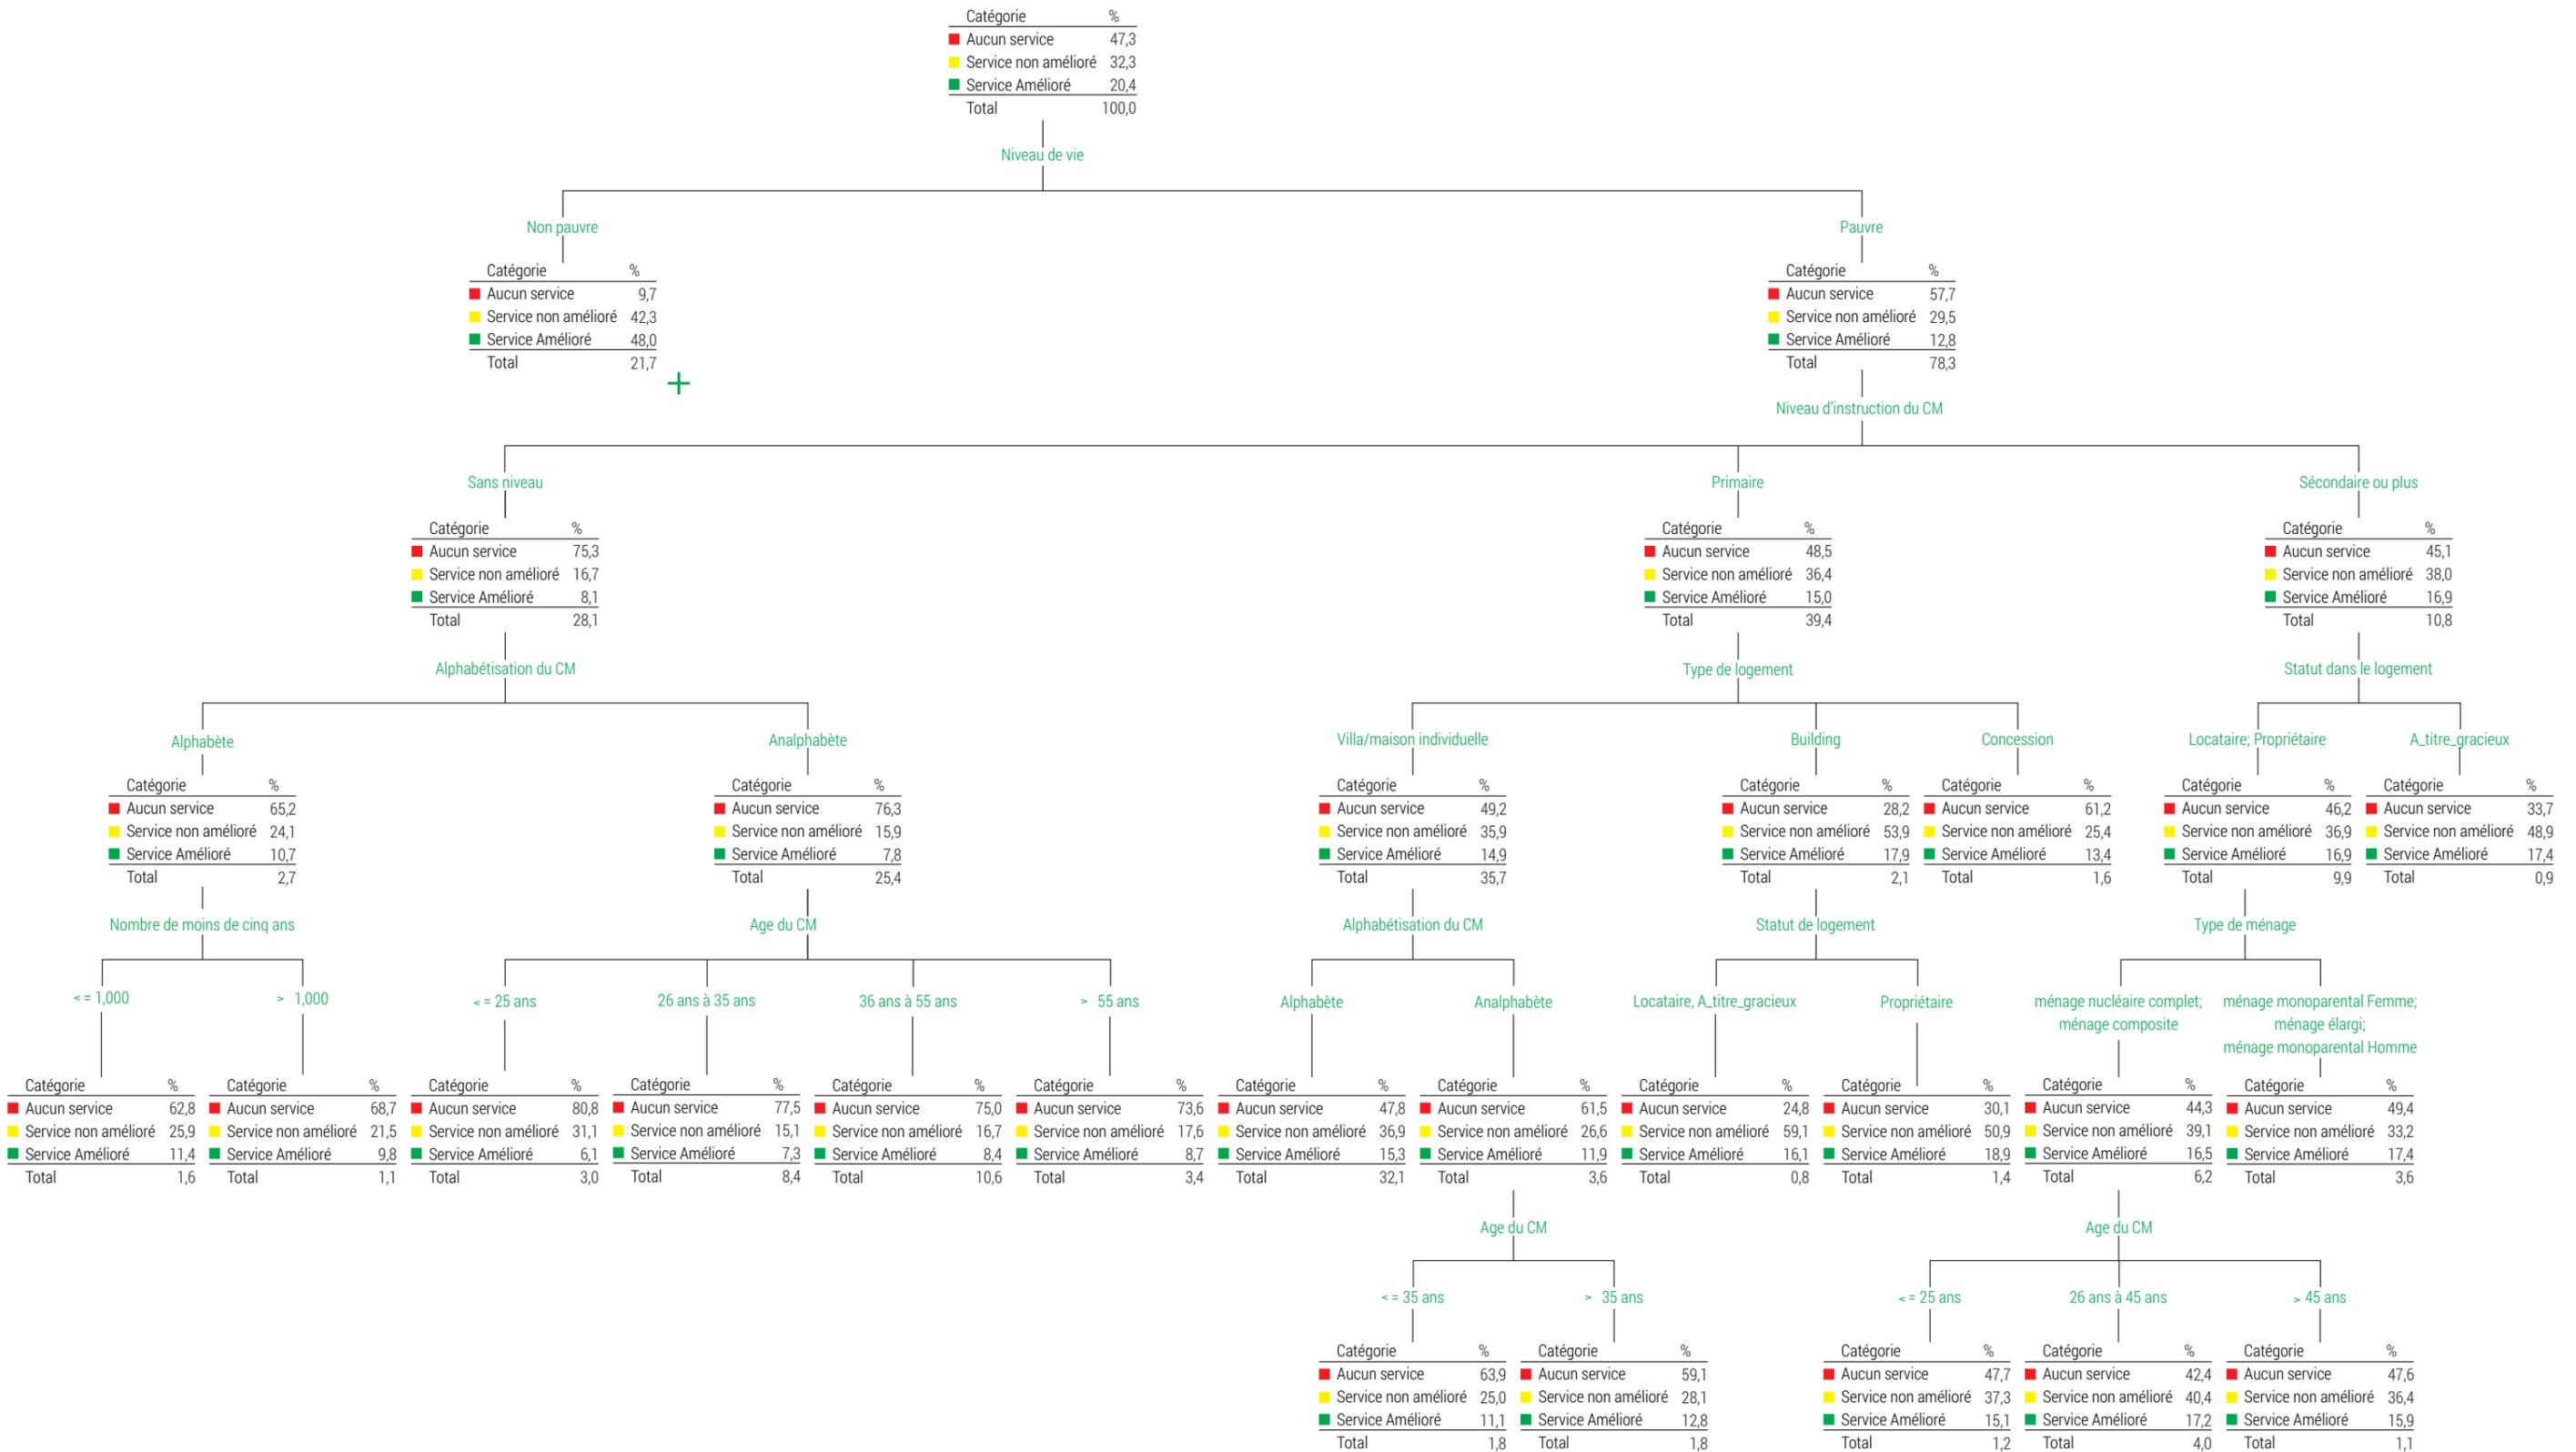 Catégorie %
Aucun service 47,3
Service non amélioré 32,3
Service Amélioré 20,4
Total 100,0
Niveau de vie
Non pauvre
Catégorie %
Aucun service 9,7
Service non amélioré 42,3
Service Amélioré 48,0
Total 21,7
+
Pauvre
Catégorie %
Aucun service 57,7
Service non amélioré 29,5
Service Amélioré 12,8
Total 78,3
Niveau d'instruction du CM
Sans niveau
Catégorie %
Aucun service 75,3
Service non amélioré 16,7
Service Amélioré 8,1
Total 28,1
Alphabétisation du CM
Primaire
Catégorie %
Aucun service 48,5
Service non amélioré 36,4
Service Amélioré 15,0
Total 39,4
Type de logement
Sécondaire ou plus
Catégorie %
Aucun service 45,1
Service non amélioré 38,0
Service Amélioré 16,9
Total 10,8
Statut dans le logement
Alphabète
Catégorie %
Aucun service 65,2
Service non amélioré 24,1
Service Amélioré 10,7
Total 2,7
Nombre de moins de cinq ans
Analphabète
Catégorie %
Aucun service 76,3
Service non amélioré 15,9
Service Amélioré 7,8
Total 25,4
Age du CM
Villa/maison individuelle
Catégorie %
Aucun service 49,2
Service non amélioré 35,9
Service Amélioré 14,9
Total 35,7
Alphabétisation du CM
Building
Catégorie %
Aucun service 28,2
Service non amélioré 53,9
Service Amélioré 17,9
Total 2,1
Statut de logement
Concession
Catégorie %
Aucun service 61,2
Service non amélioré 25,4
Service Amélioré 13,4
Total 1,6
Locataire; Propriétaire
Catégorie %
Aucun service 46,2
Service non amélioré 36,9
Service Amélioré 16,9
Total 9,9
Type de ménage
A_titre_gracieux
Catégorie %
Aucun service 33,7
Service non amélioré 48,9
Service Amélioré 17,4
Total 0,9
<= 1,000
Catégorie %
Aucun service 62,8
Service non amélioré 25,9
Service Amélioré 11,4
Total 1,6
> 1,000
Catégorie %
Aucun service 68,7
Service non amélioré 21,5
Service Amélioré 9,8
Total 1,1
<= 25 ans
Catégorie %
Aucun service 80,8
Service non amélioré 31,1
Service Amélioré 6,1
Total 3,0
26 ans à 35 ans
Catégorie %
Aucun service 77,5
Service non amélioré 15,1
Service Amélioré 7,3
Total 8,4
36 ans à 55 ans
Catégorie %
Aucun service 75,0
Service non amélioré 16,7
Service Amélioré 8,4
Total 10,6
> 55 ans
Catégorie %
Aucun service 73,6
Service non amélioré 17,6
Service Amélioré 8,7
Total 3,4
Alphabète
Catégorie %
Aucun service 47,8
Service non amélioré 36,9
Service Amélioré 15,3
Total 32,1
Analphabète
Catégorie %
Aucun service 61,5
Service non amélioré 26,6
Service Amélioré 11,9
Total 3,6
Age du CM
Locataire, A_titre_gracieux
Catégorie %
Aucun service 24,8
Service non amélioré 59,1
Service Amélioré 16,1
Total 0,8
Propriétaire
Catégorie %
Aucun service 30,1
Service non amélioré 50,9
Service Amélioré 18,9
Total 1,4
ménage nucléaire complet;
ménage composite
Catégorie %
Aucun service 44,3
Service non amélioré 39,1
Service Amélioré 16,5
Total 6,2
Age du CM
ménage monoparental Femme;
ménage élargi;
ménage monoparental Homme
Catégorie %
Aucun service 49,4
Service non amélioré 33,2
Service Amélioré 17,4
Total 3,6
<= 35 ans
Catégorie %
Aucun service 63,9
Service non amélioré 25,0
Service Amélioré 11,1
Total 1,8
> 35 ans
Catégorie %
Aucun service 59,1
Service non amélioré 28,1
Service Amélioré 12,8
Total 1,8
<= 25 ans
Catégorie %
Aucun service 47,7
Service non amélioré 37,3
Service Amélioré 15,1
Total 1,2
26 ans à 45 ans
Catégorie %
Aucun service 42,4
Service non amélioré 40,4
Service Amélioré 17,2
Total 4,0
> 45 ans
Catégorie %
Aucun service 47,6
Service non amélioré 36,4
Service Amélioré 15,9
Total 1,1